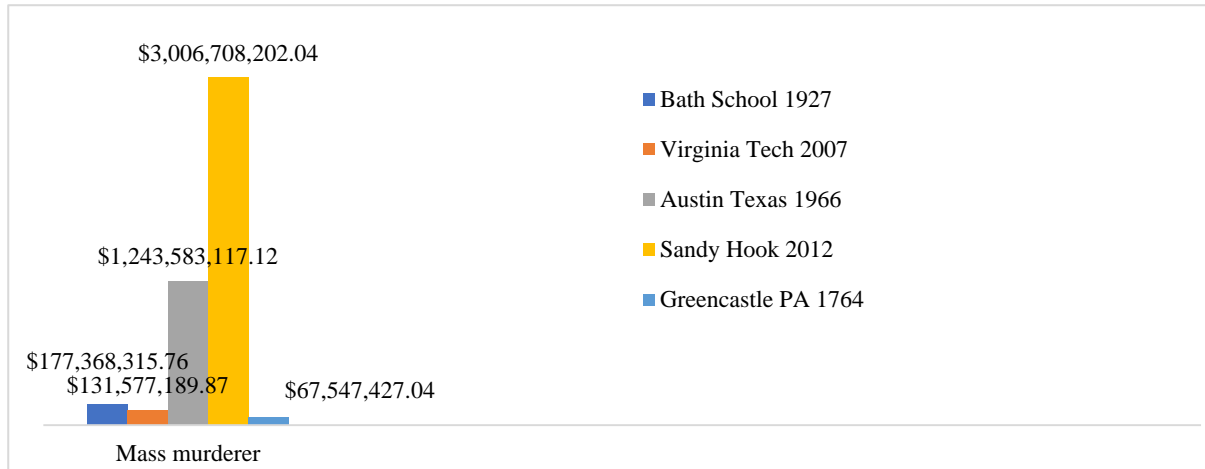 $3,006,708,202.04
Bath School 1927
Virginia Tech 2007
Austin Texas 1966
$1,243,583,117.12
Sandy Hook 2012
Greencastle PA 1764
$177,368,315.76
$131,577,189.87
$67,547,427.04
Mass murderer